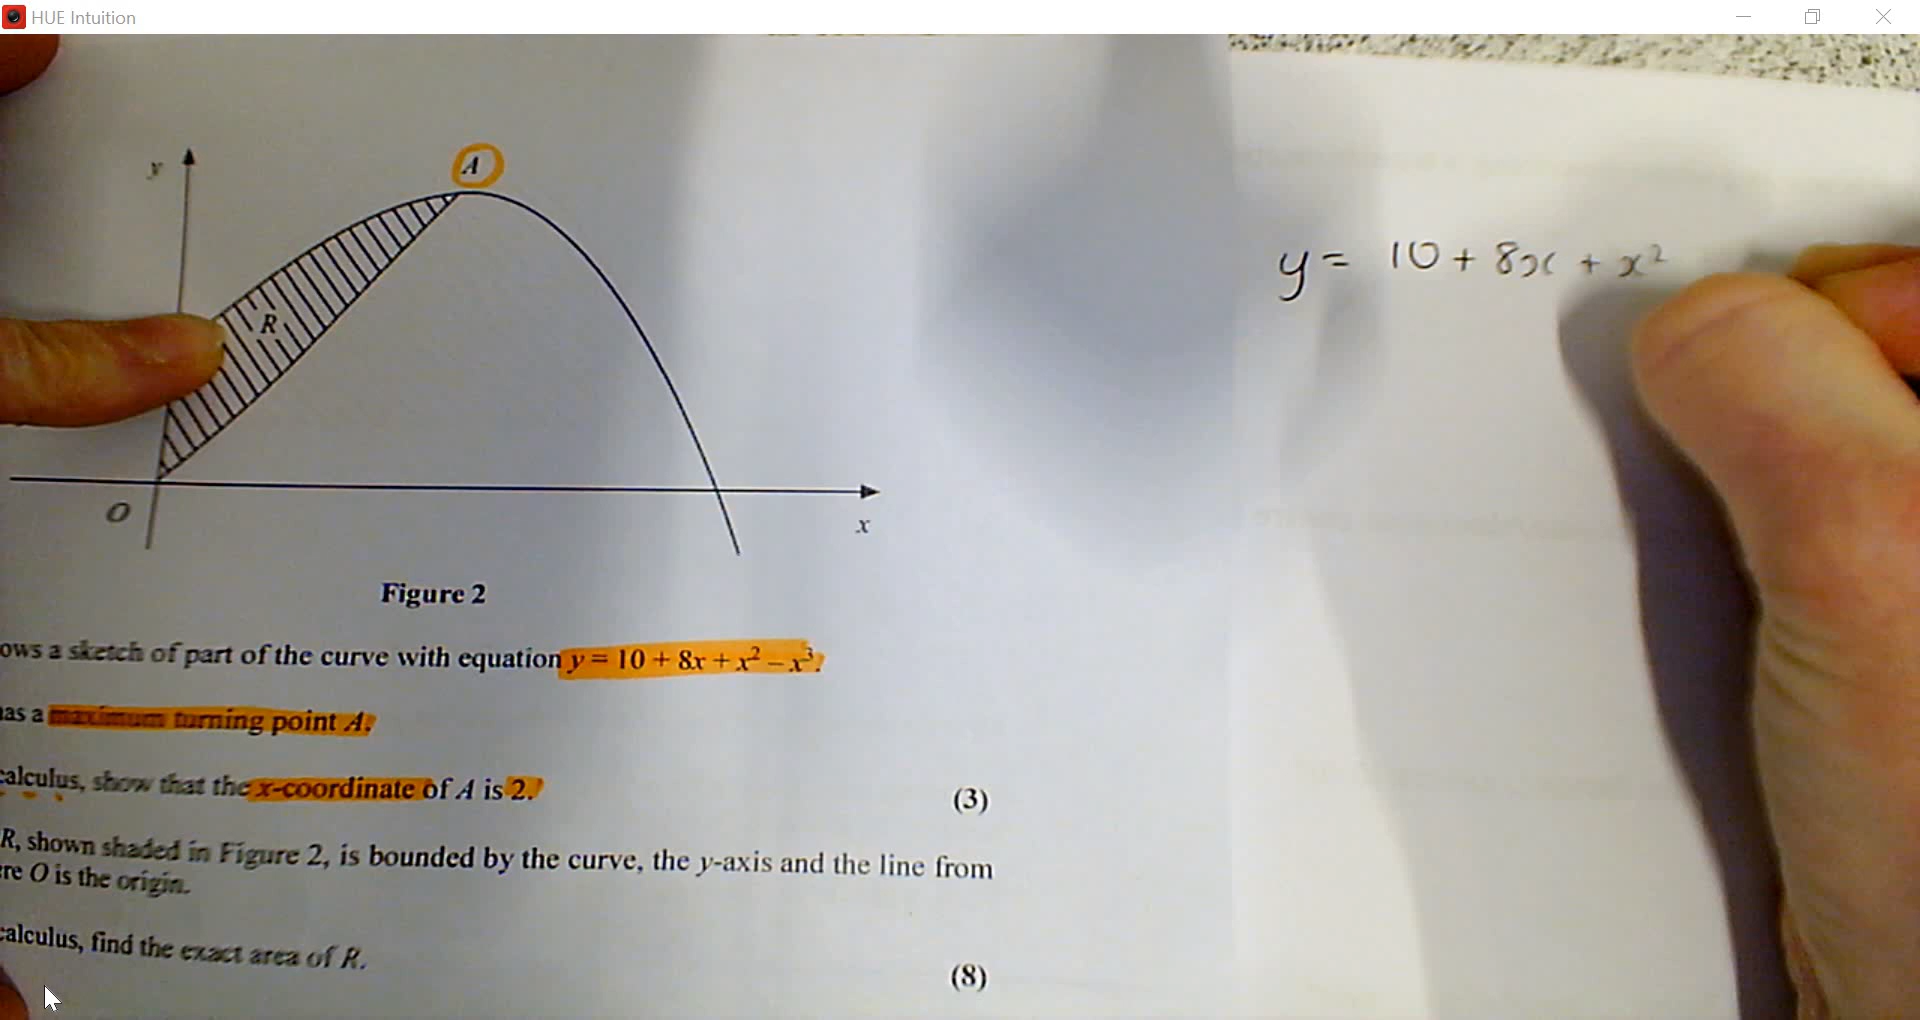 HUE Intuition
y
A
y = 10 + 8x + x²
R
O
x
Figure 2
ows a sketch of part of the curve with equation y = 10 + 8x + x² – x³.
as a maximum turning point A.
calculus, show that the x-coordinate of A is 2.
(3)
R, shown shaded in Figure 2, is bounded by the curve, the y-axis and the line from
re O is the origin.
calculus, find the exact area of R.
(8)